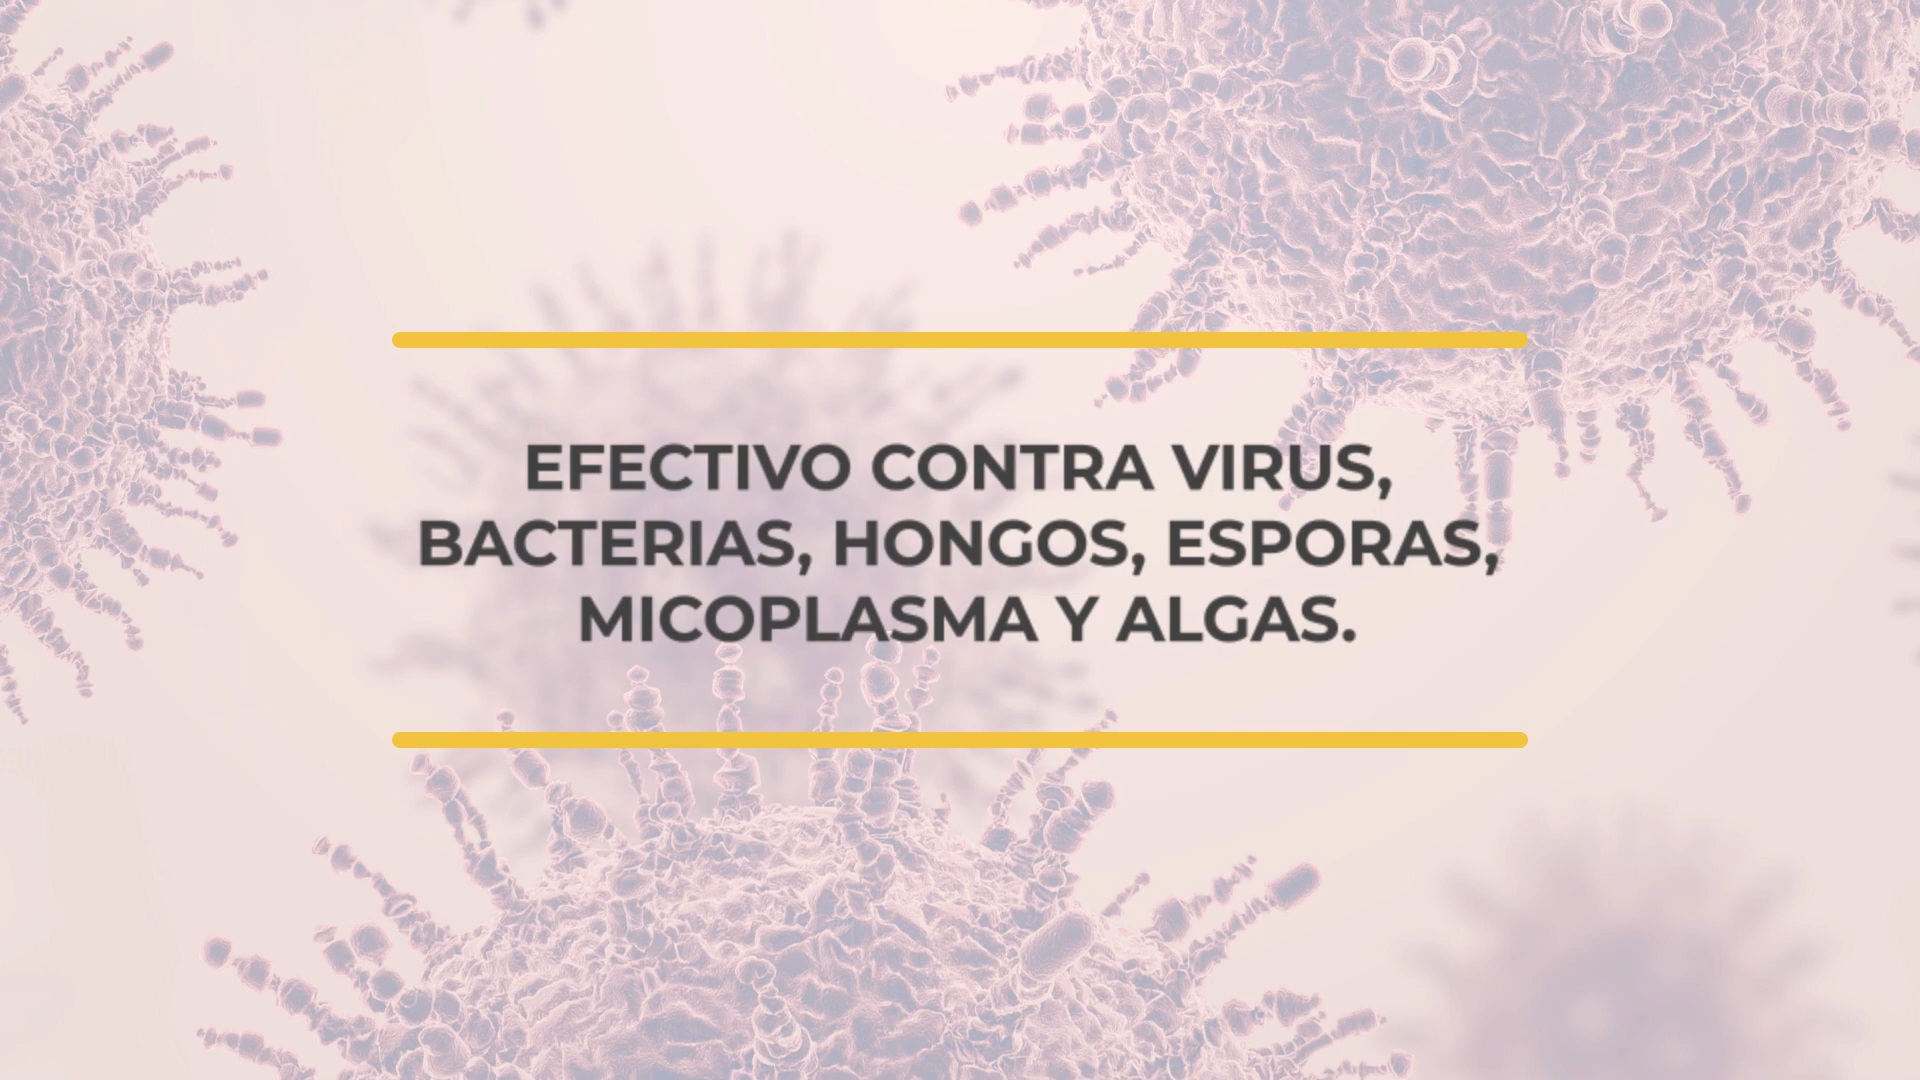 EFECTIVO CONTRA VIRUS,
BACTERIAS, HONGOS, ESPORAS,
MICOPLASMA Y ALGAS.